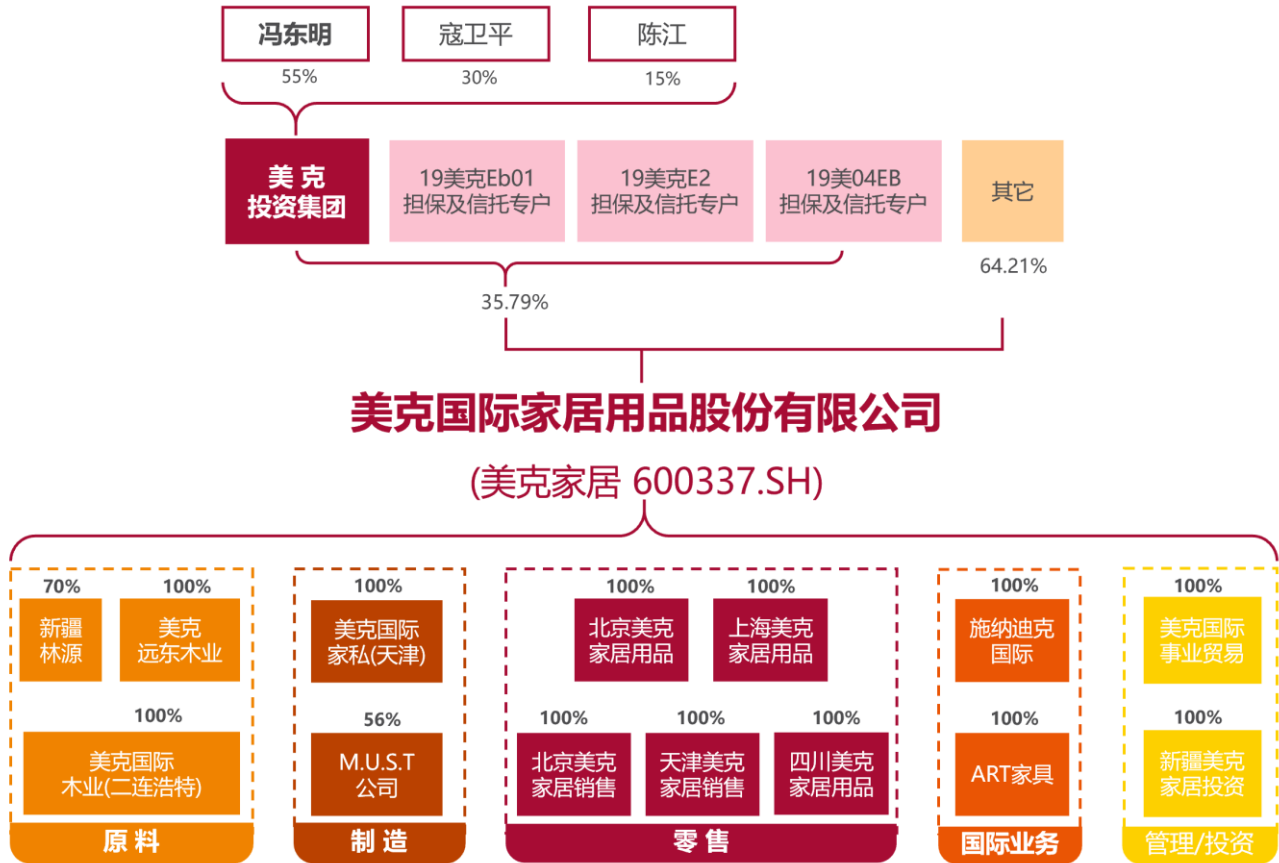 冯东明
寇卫平
陈江
55%
30%
15%
美 克
投资集团
19美克Eb01
担保及信托专户
19美克E2
担保及信托专户
19美04EB
担保及信托专户
其它
35.79%
64.21%
美克国际家居用品股份有限公司
(美克家居 600337.SH)
70%
新疆
林源
100%
美克
远东木业
100%
美克国际
木业(二连浩特)
原 料
100%
美克国际
家私(天津)
56%
M.U.S.T
公司
制 造
100%
北京美克
家居用品
100%
上海美克
家居用品
100%
北京美克
家居销售
100%
天津美克
家居销售
100%
四川美克
家居用品
零 售
100%
施纳迪克
国际
100%
ART家具
国际业务
100%
美克国际
事业贸易
100%
新疆美克
家居投资
管理/投资